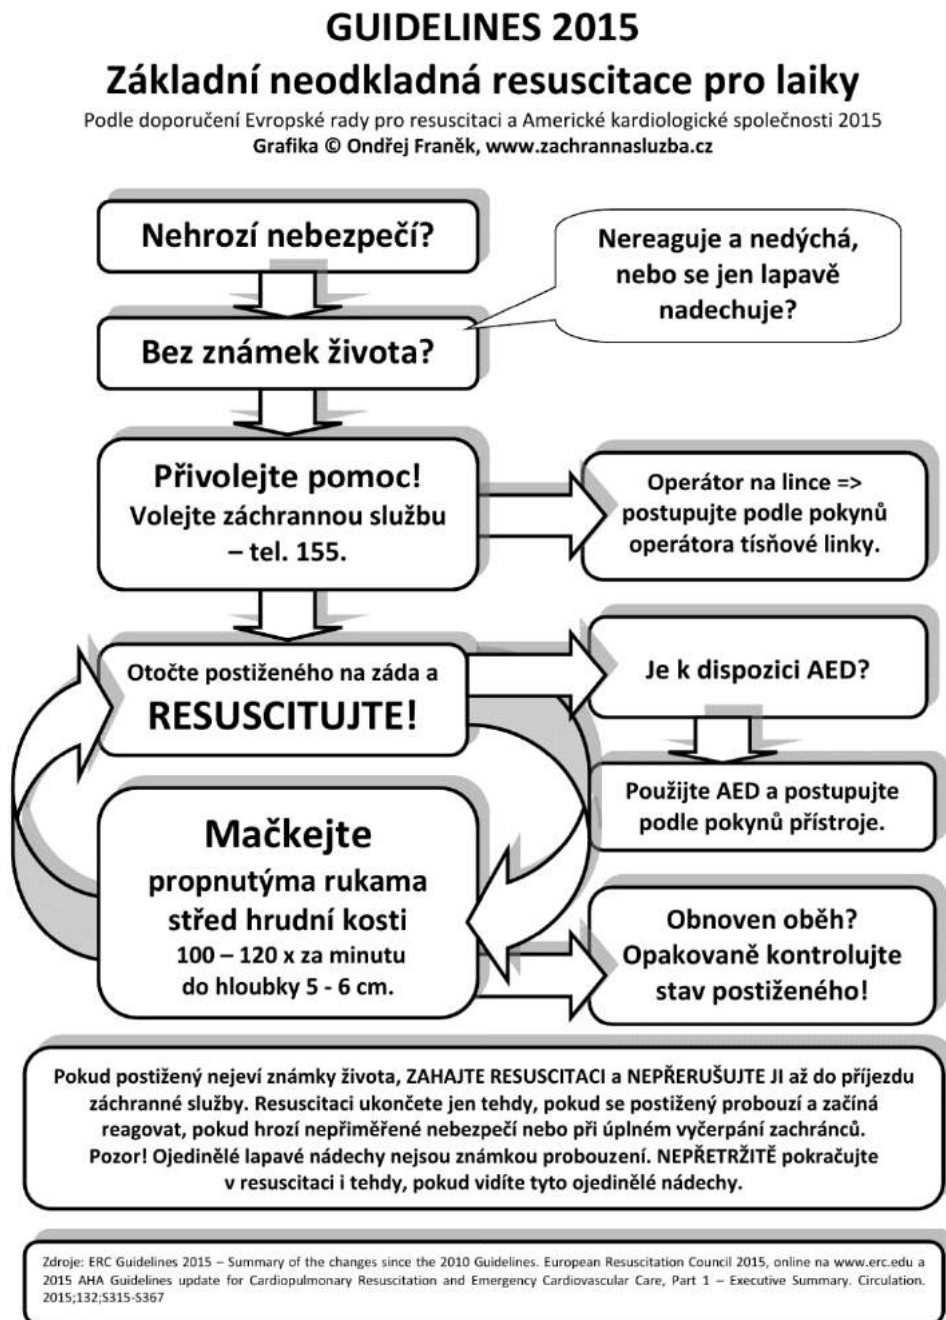 GUIDELINES 2015
Základní neodkladná resuscitace pro laiky
Podle doporučení Evropské rady pro resuscitaci a Americké kardiologické společnosti 2015
Grafika © Ondřej Franěk, www.zachrannasluzba.cz
Nehrozí nebezpečí?
Nereaguje a nedýchá,
nebo se jen lapavě
nadechuje?
Bez známek života?
Přivolejte pomoc!
Volejte záchrannou službu
– tel. 155.
Operátor na lince =>
postupujte podle pokynů
operátora tísňové linky.
Otočte postiženého na záda a
RESUSCITUJTE!
Je k dispozici AED?
Použijte AED a postupujte
podle pokynů přístroje.
Mačkejte
propnutýma rukama
střed hrudní kosti
100 – 120 x za minutu
do hloubky 5 - 6 cm.
Obnoven oběh?
Opakovaně kontrolujte
stav postiženého!
Pokud postižený nejeví známky života, ZAHAJTE RESUSCITACI a NEPŘERUŠUJTE JI až do příjezdu
záchranné služby. Resuscitaci ukončete jen tehdy, pokud se postižený probouzí a začíná
reagovat, pokud hrozí nepřiměřené nebezpečí nebo při úplném vyčerpání zachránců.
Pozor! Ojedinělé lapavé nádechy nejsou známkou probouzení. NEPŘETRŽITĚ pokračujte
v resuscitaci i tehdy, pokud vidíte tyto ojedinělé nádechy.
Zdroje: ERC Guidelines 2015 – Summary of the changes since the 2010 Guidelines. European Resuscitation Council 2015, online na www.erc.edu a
2015 AHA Guidelines update for Cardiopulmonary Resuscitation and Emergency Cardiovascular Care, Part 1 – Executive Summary. Circulation.
2015;132;S315-S367